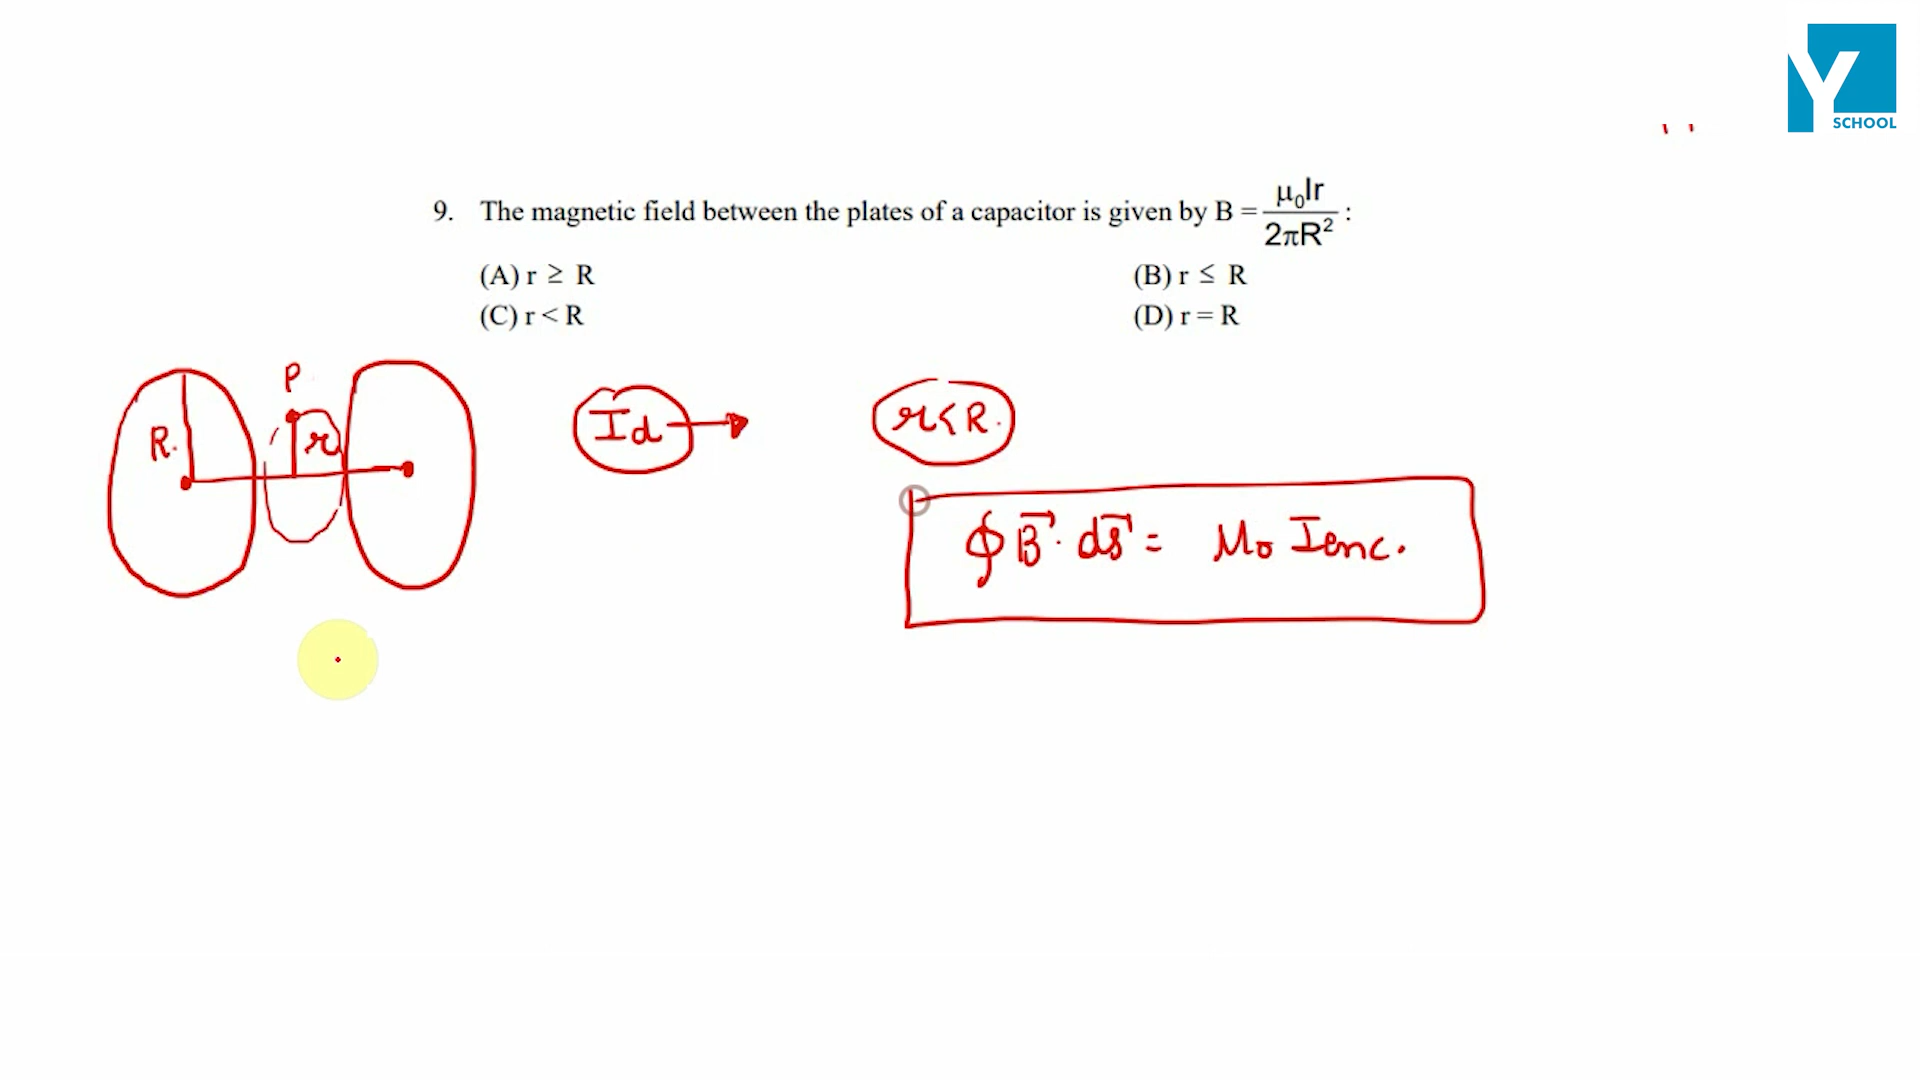 Y SCHOOL
9. The magnetic field between the plates of a capacitor is given by B = μ₀Ir / 2πR² :
(A) r ≥ R (B) r ≤ R
(C) r < R (D) r = R
P
R. r
Id
r<R.
∮ B⃗ · ds⃗ = μ₀ Ienc.